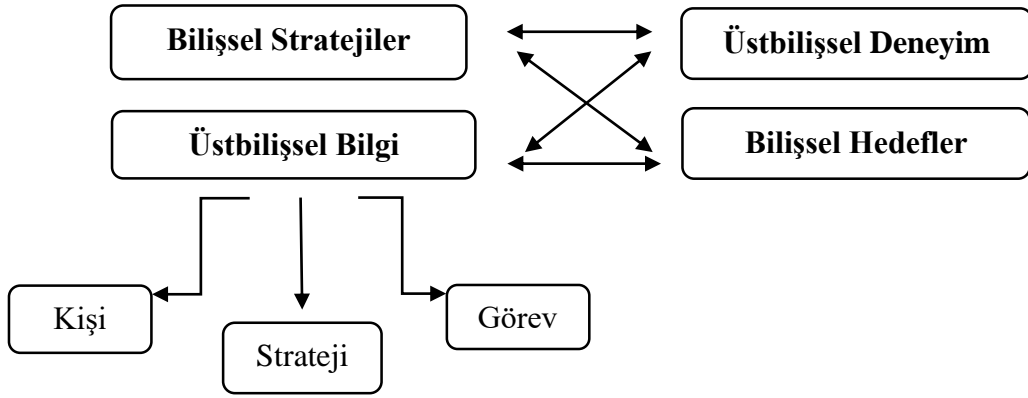 Bilişsel Stratejiler
Üstbilişsel Deneyim
Üstbilişsel Bilgi
Bilişsel Hedefler
Kişi
Strateji
Görev